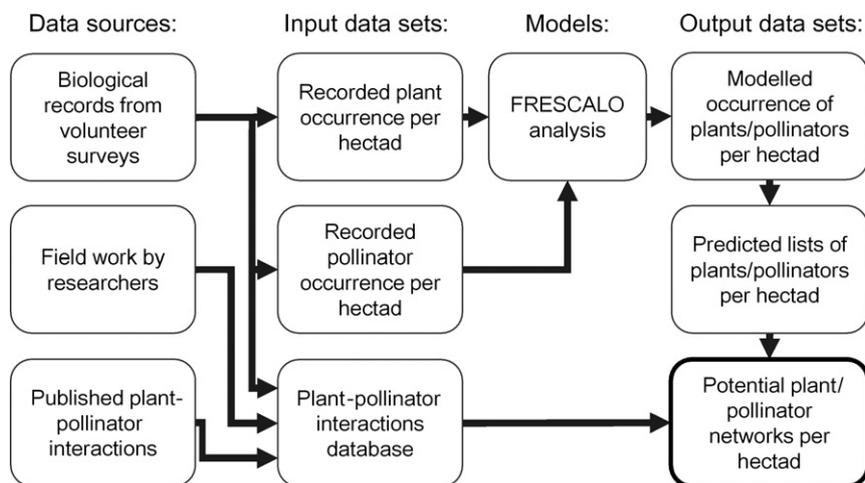 Data sources:
Input data sets:
Models:
Output data sets:
Biological
records from
volunteer
surveys
Recorded plant
occurrence per
hectad
FRESCALO
analysis
Modelled
occurrence of
plants/pollinators
per hectad
Field work by
researchers
Recorded
pollinator
occurrence per
hectad
Predicted lists of
plants/pollinators
per hectad
Published plant-
pollinator
interactions
Plant-pollinator
interactions
database
Potential plant/
pollinator
networks per
hectad